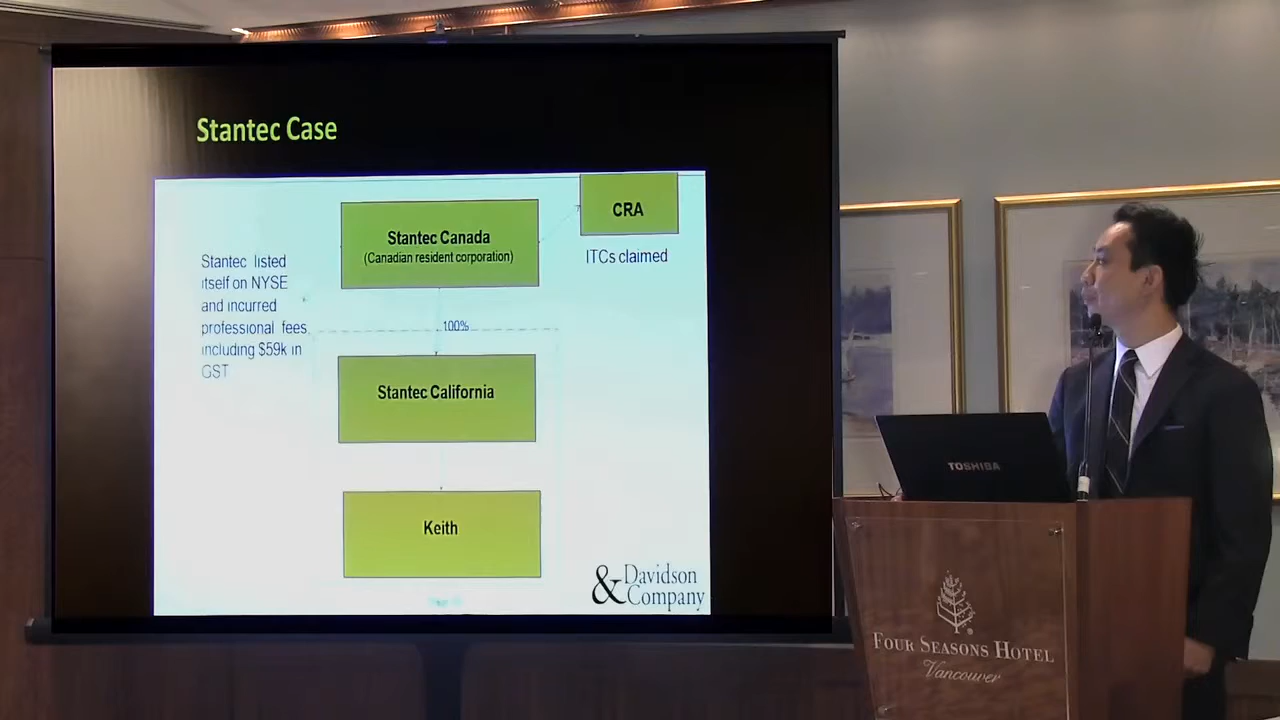 Stantec Case
CRA
Stantec Canada
(Canadian resident corporation)
ITCs claimed
Stantec listed
itself on NYSE
and incurred
professional fees,
including $59k in
GST
100%
Stantec California
Keith
& Davidson
Company
TOSHIBA
FOUR SEASONS HOTEL
Vancouver